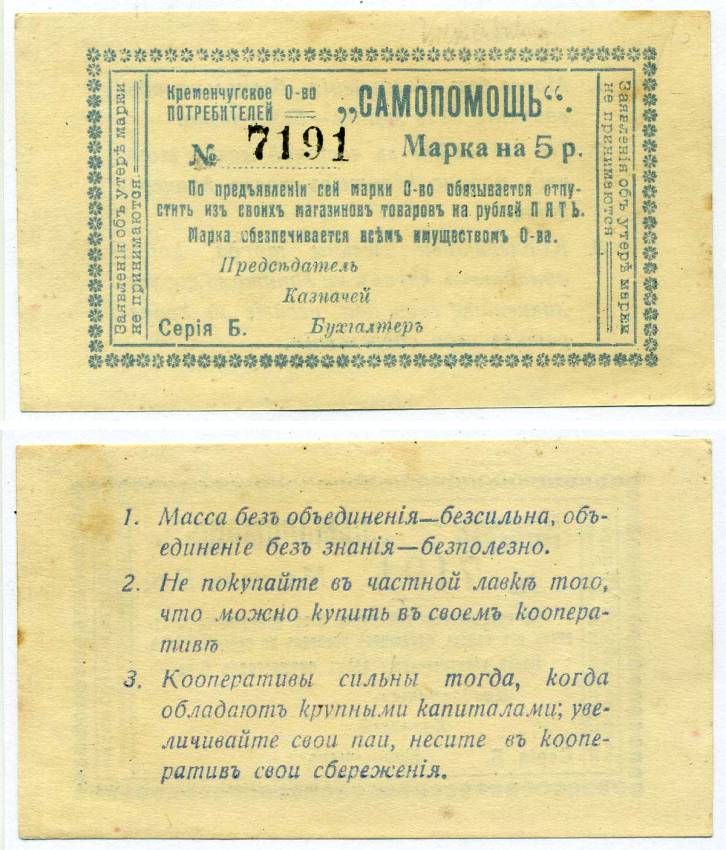 Заявленія объ утерѣ марки
не принимаются.
Кременчугское О-во
ПОТРЕБИТЕЛЕЙ
„САМОПОМОЩЬ“.
№ 7191 Марка на 5 р.
По предъявленіи сей марки О-во обязывается отпу-
стить изъ своихъ магазиновъ товаровъ на рублей ПЯТЬ.
Марка обезпечивается всѣмъ имуществомъ О-ва.
Предсѣдатель
Казначей
Серія Б. Бухгалтеръ
Заявленія объ утерѣ марки
не принимаются
1. Масса безъ объединенія—безсильна, объ-
единеніе безъ знанія—безполезно.
2. Не покупайте въ частной лавкѣ того,
что можно купить въ своемъ коопера-
тивѣ
3. Кооперативы сильны тогда, когда
обладаютъ крупными капиталами; уве-
личивайте свои паи, несите въ коопе-
ративъ свои сбереженія.